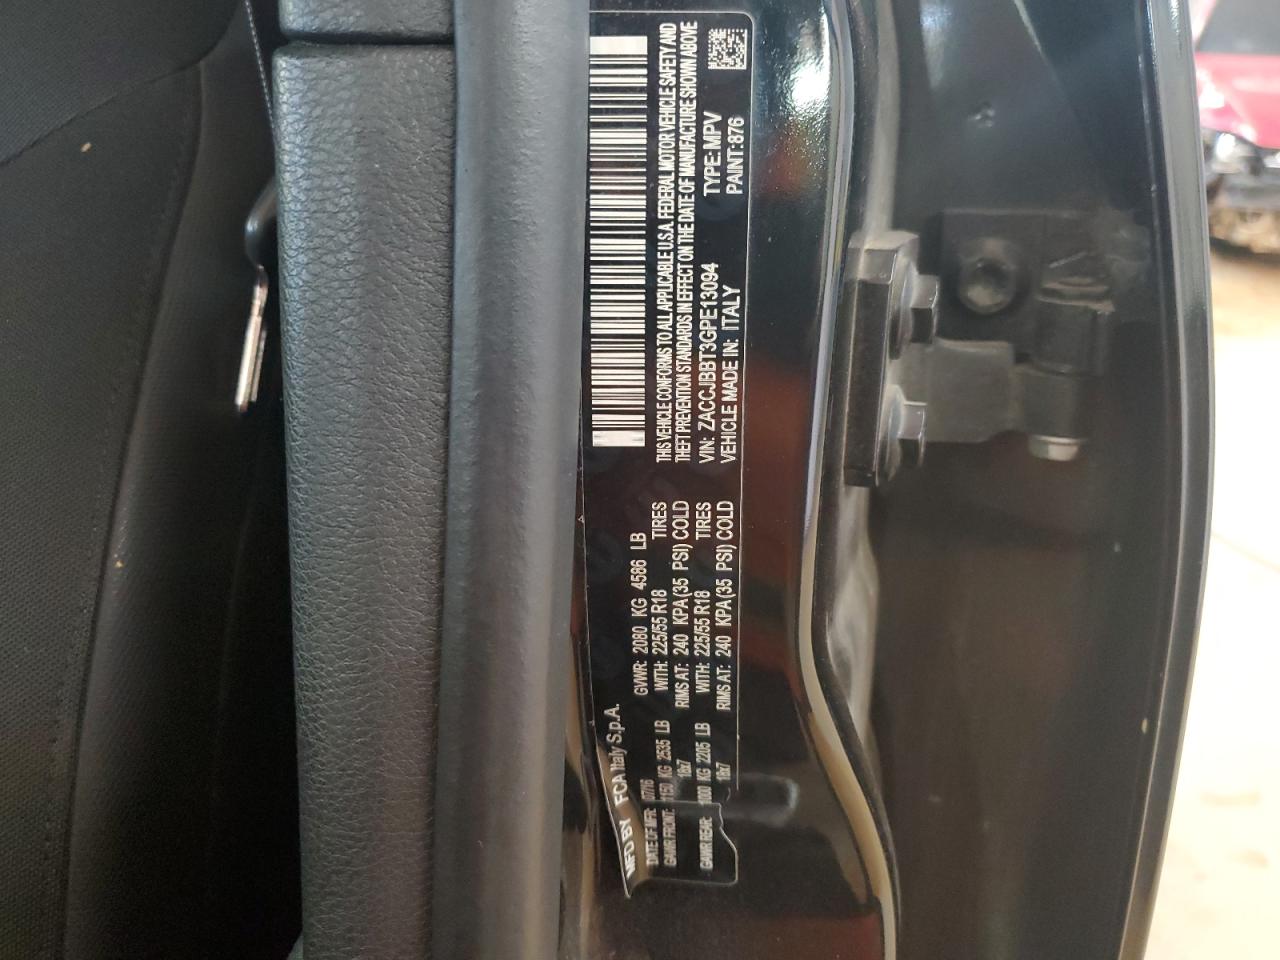 MFD BY FCA Italy S.p.A.
DATE OF MFR: 07/16 GVWR: 2080 KG 4586 LB
GAWR FRONT: 1150 KG 2535 LB WITH: 225/55 R18 TIRES
18x7 RIMS AT: 240 KPA (35 PSI) COLD
GAWR REAR: 1000 KG 2205 LB WITH: 225/55 R18 TIRES
18x7 RIMS AT: 240 KPA (35 PSI) COLD
THIS VEHICLE CONFORMS TO ALL APPLICABLE U.S.A. FEDERAL MOTOR VEHICLE SAFETY AND
THEFT PREVENTION STANDARDS IN EFFECT ON THE DATE OF MANUFACTURE SHOWN ABOVE
VIN: ZACCJBBT3GPE13094 TYPE: MPV
VEHICLE MADE IN: ITALY PAINT: 876